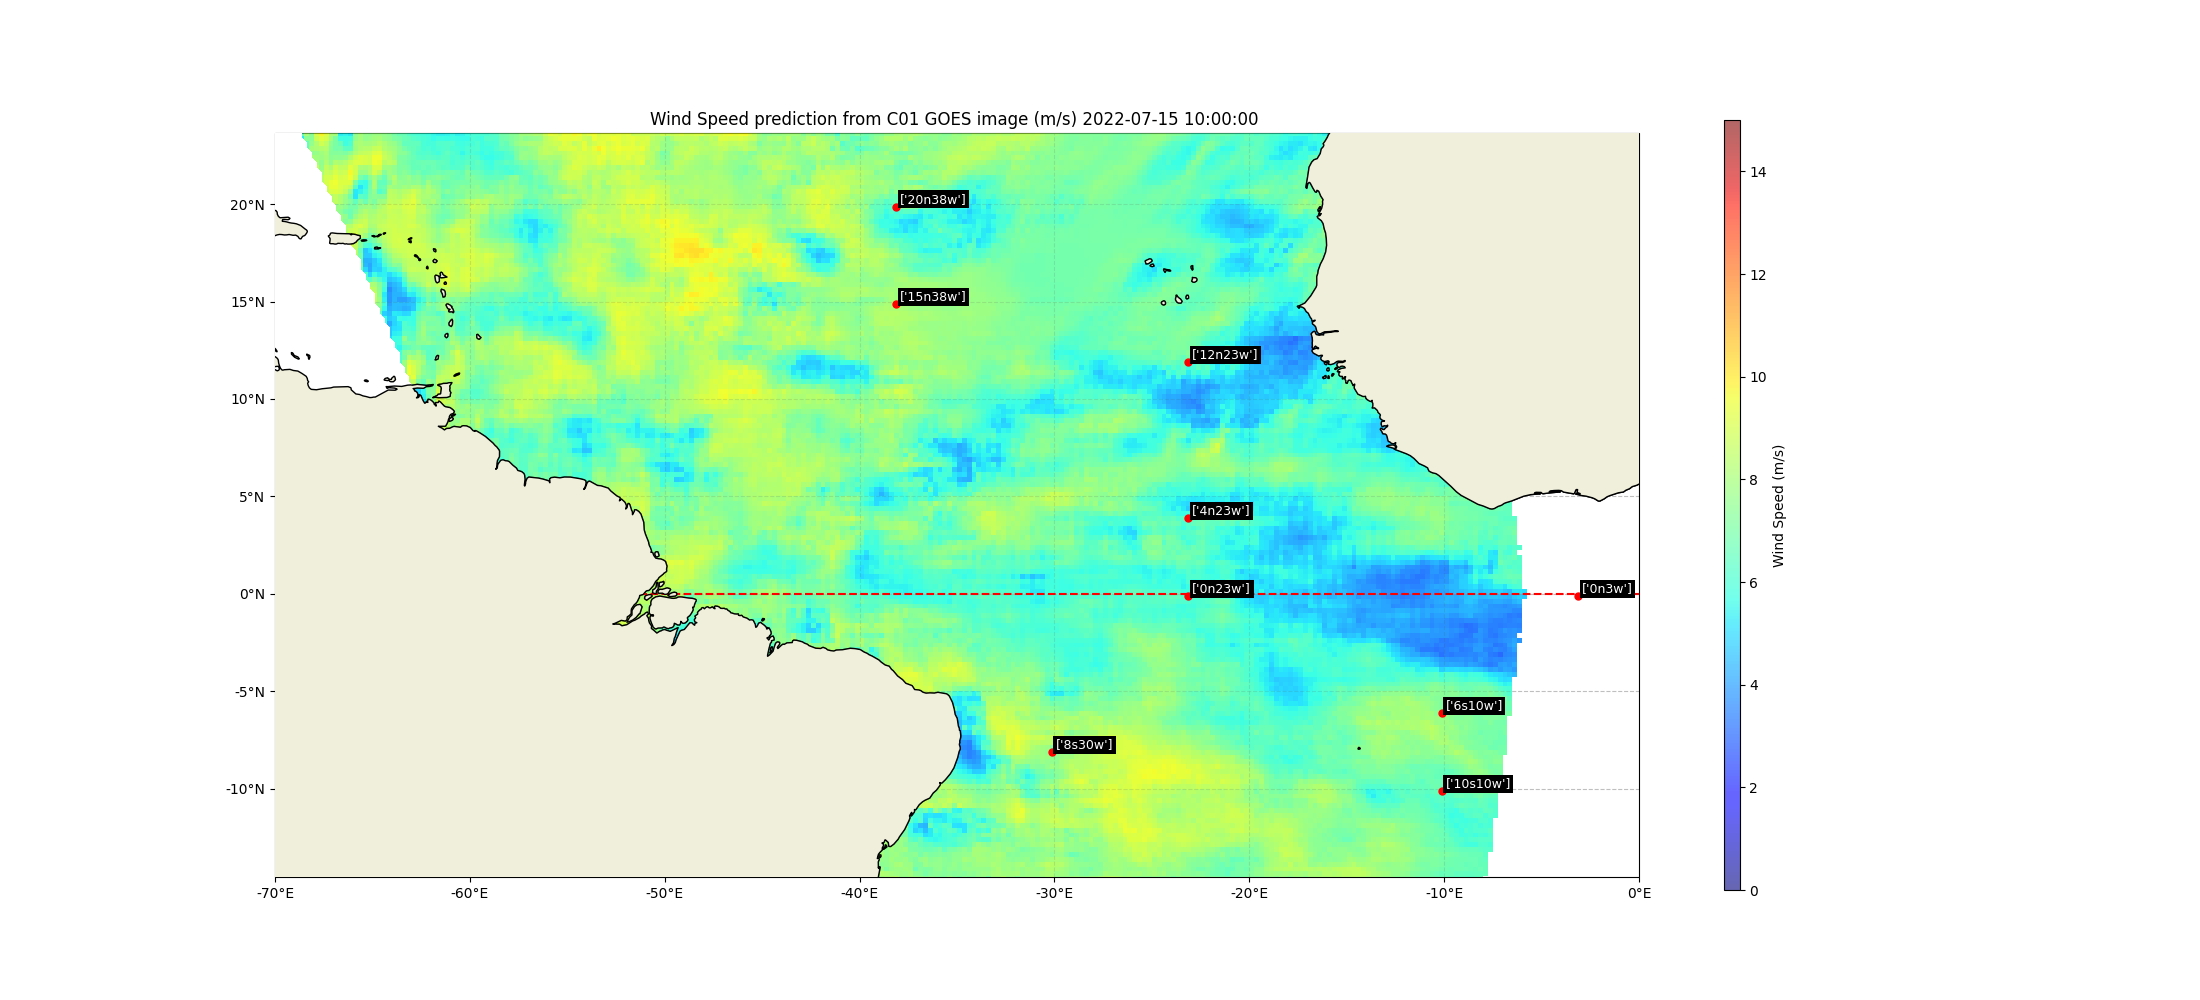 Wind Speed prediction from C01 GOES image (m/s) 2022-07-15 10:00:00
20°N
15°N
10°N
5°N
0°N
-5°N
-10°N
-70°E
-60°E
-50°E
-40°E
-30°E
-20°E
-10°E
0°E
['20n38w']
['15n38w']
['12n23w']
['4n23w']
['0n23w']
['0n3w']
['6s10w']
['8s30w']
['10s10w']
14
12
10
8
6
4
2
0
Wind Speed (m/s)